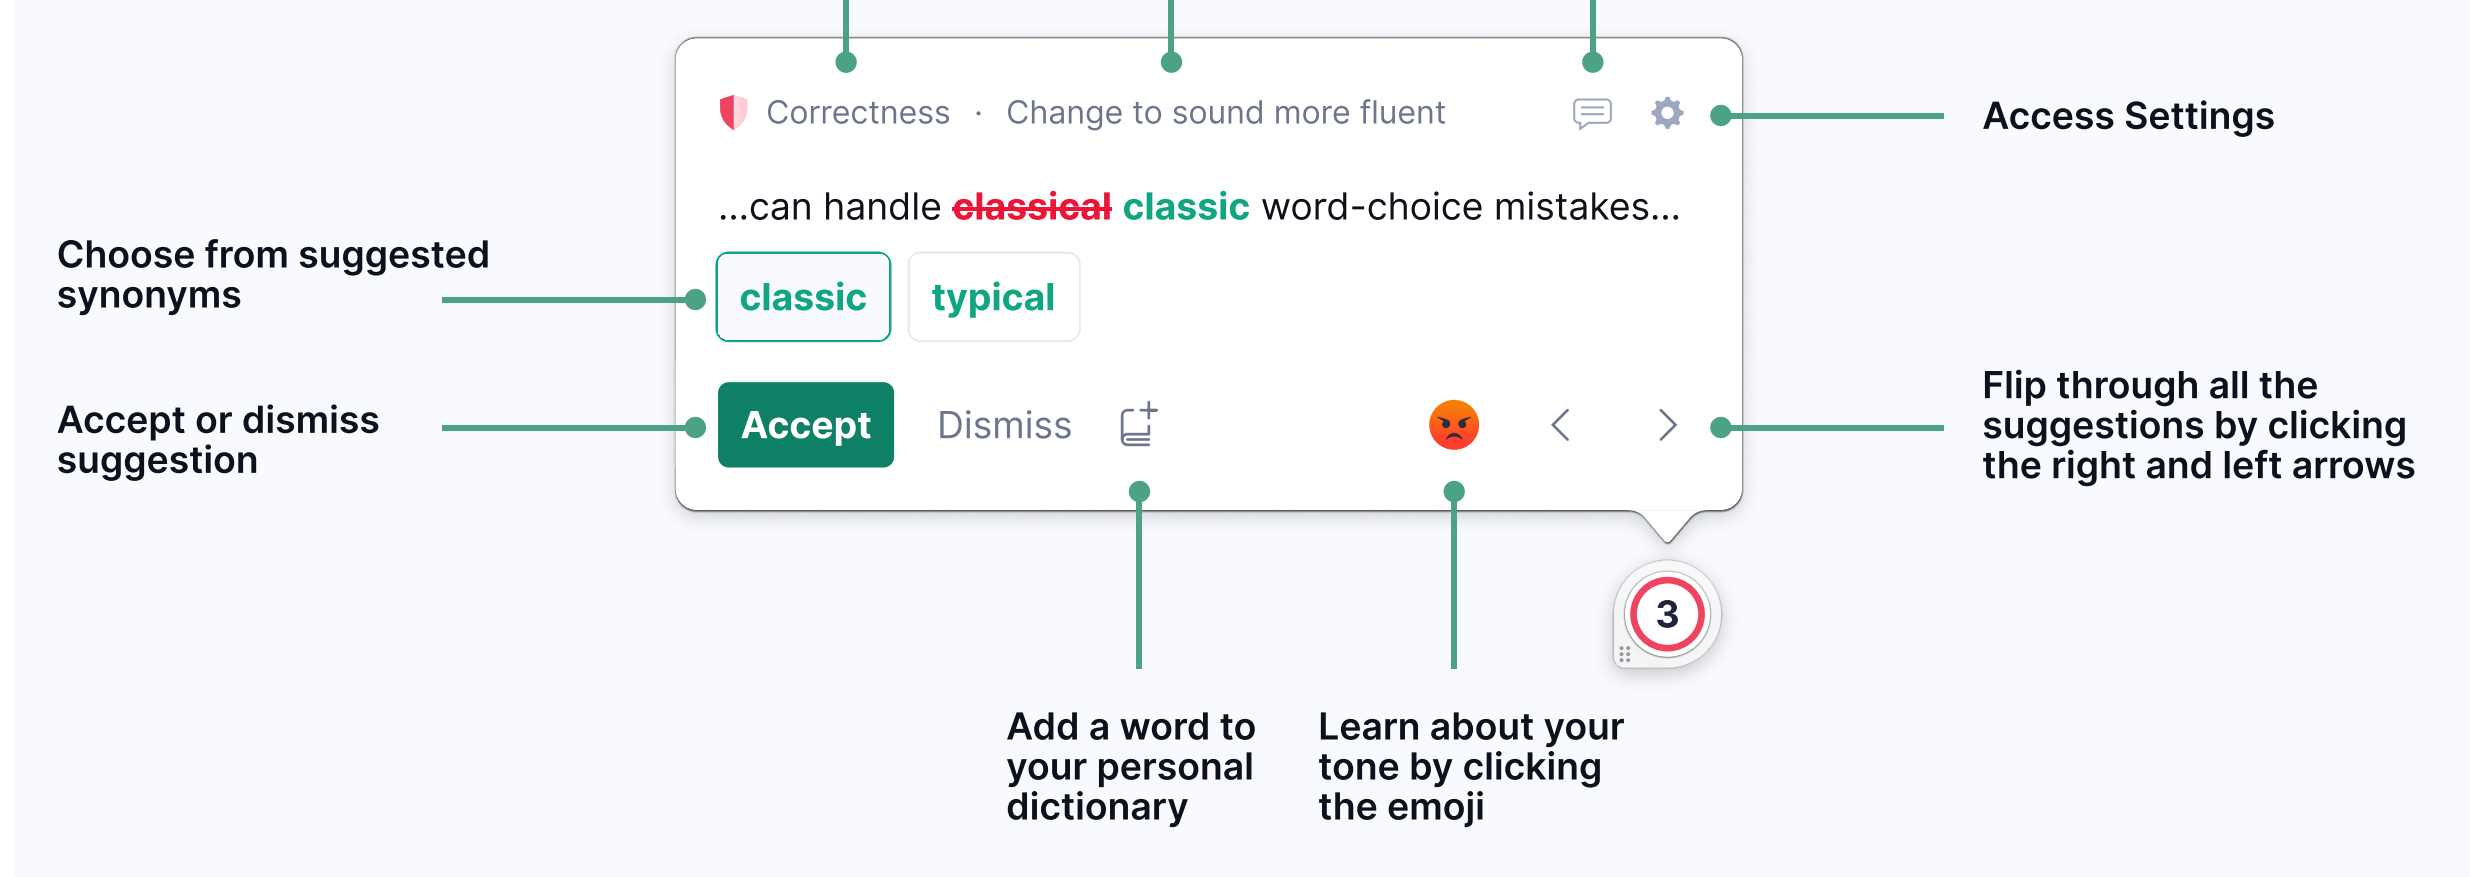 Correctness · Change to sound more fluent
Access Settings
...can handle classical classic word-choice mistakes...
Choose from suggested
synonyms
classic
typical
Accept or dismiss
suggestion
Accept
Dismiss
Flip through all the
suggestions by clicking
the right and left arrows
3
Add a word to
your personal
dictionary
Learn about your
tone by clicking
the emoji